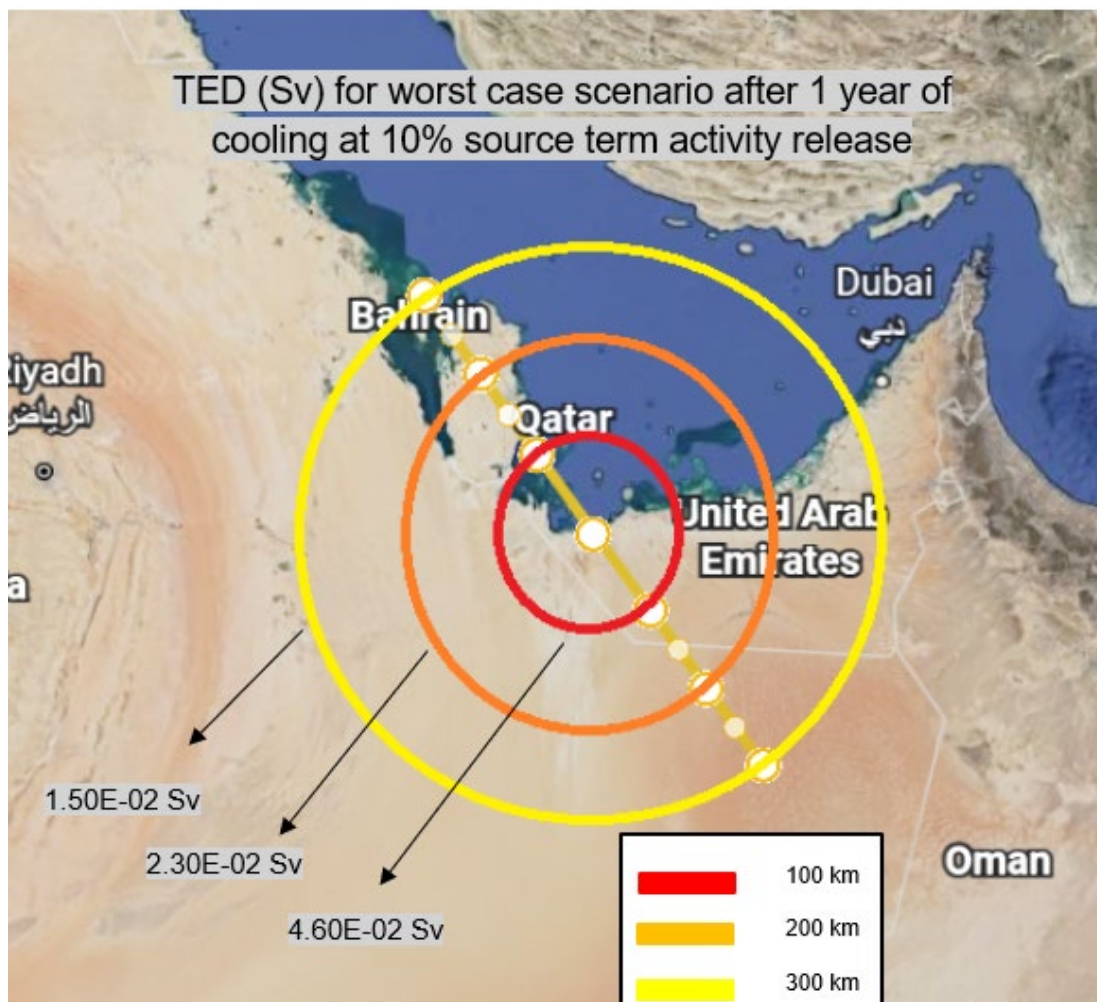 TED (Sv) for worst case scenario after 1 year of
cooling at 10% source term activity release
Dubai
دبي
Bahrain
الرياض
Qatar
United Arab
Emirates
1.50E-02 Sv
2.30E-02 Sv
4.60E-02 Sv
Oman
100 km
200 km
300 km